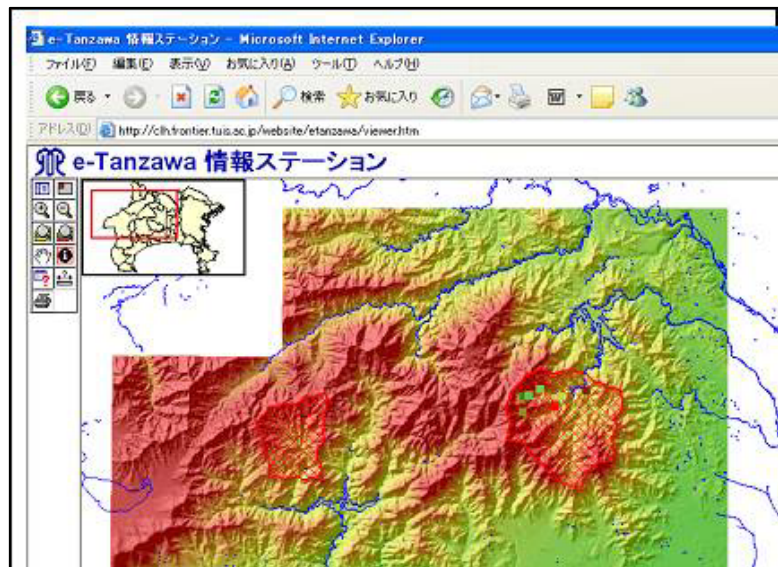 e-Tanzawa 情報ステーション - Microsoft Internet Explorer
ファイル(F) 編集(E) 表示(V) お気に入り(A) ツール(T) ヘルプ(H)
戻る 検索 お気に入り
アドレス(D) http://clh.frontier.tuis.ac.jp/website/etanzawa/viewer.htm
e-Tanzawa 情報ステーション